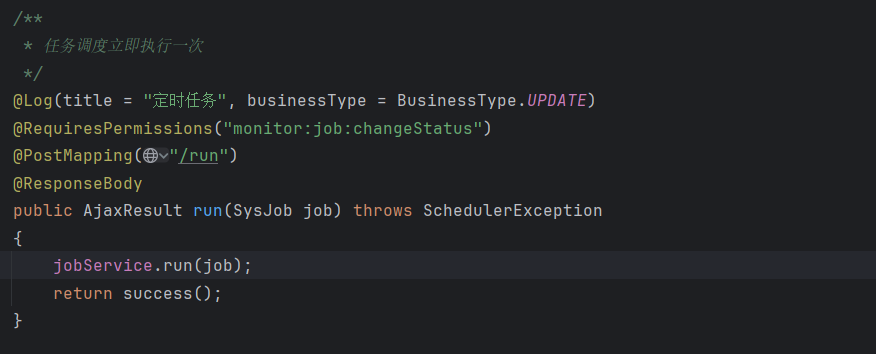 /**
 * 任务调度立即执行一次
 */
@Log(title = "定时任务", businessType = BusinessType.UPDATE)
@RequiresPermissions("monitor:job:changeStatus")
@PostMapping("/run")
@ResponseBody
public AjaxResult run(SysJob job) throws SchedulerException
{
    jobService.run(job);
    return success();
}